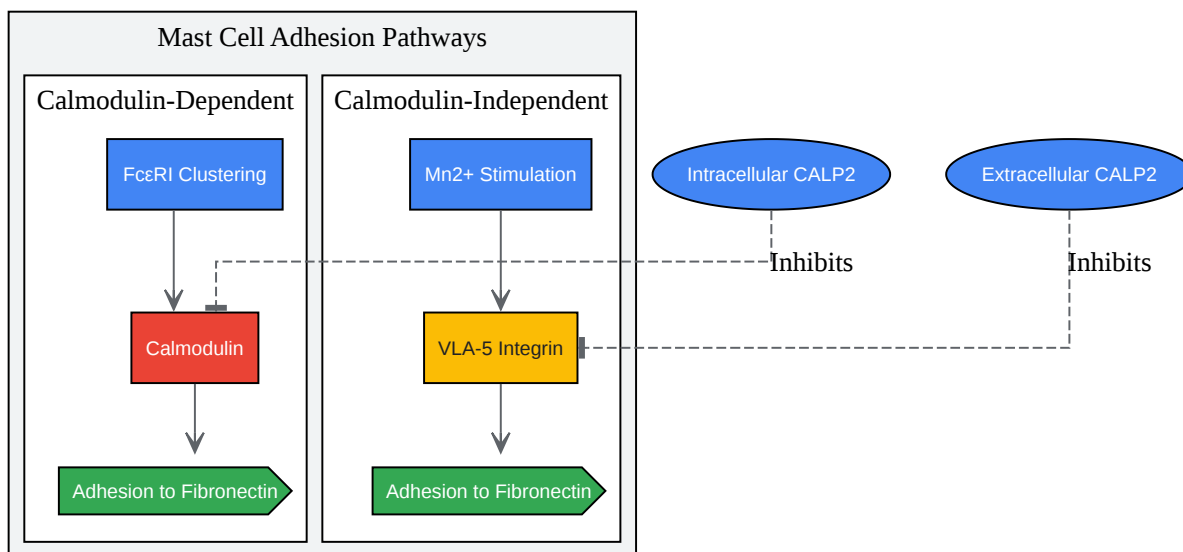 Mast Cell Adhesion Pathways
Calmodulin-Dependent
Calmodulin-Independent
FcεRI Clustering
Mn2+ Stimulation
Intracellular CALP2
Extracellular CALP2
Inhibits
Inhibits
Calmodulin
VLA-5 Integrin
Adhesion to Fibronectin
Adhesion to Fibronectin